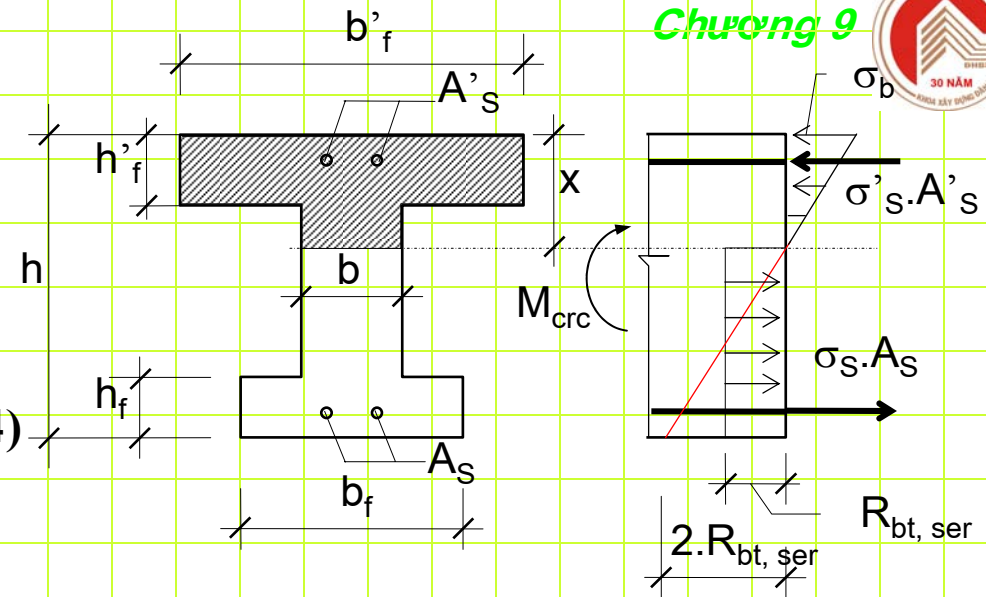 Chương 9
30 NĂM
b'f
A'S
σb
h'f
x
σ'S.A'S
h
b
Mcrc
σS.AS
hf
4)
AS
bf
Rbt, ser
2.Rbt, ser